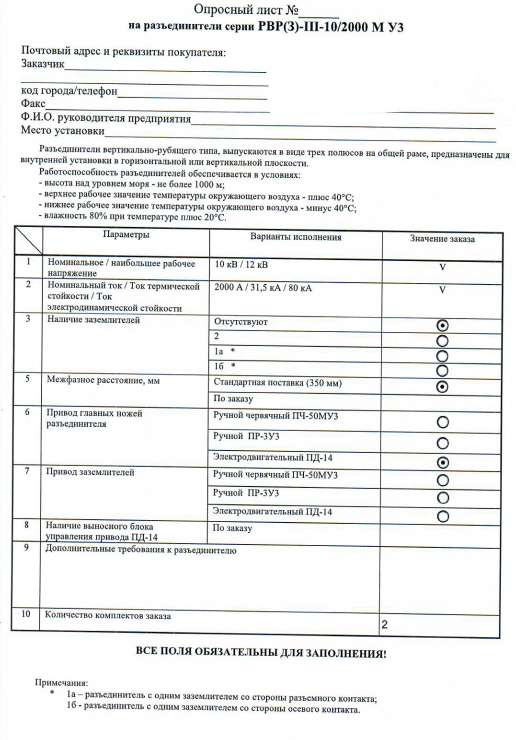 Опросный лист №______
на разъединители серии РВР(З)-III-10/2000 М У3
Почтовый адрес и реквизиты покупателя:
Заказчик
код города/телефон
Факс
Ф.И.О. руководителя предприятия
Место установки
Разъединители вертикально-рубящего типа, выпускаются в виде трех полюсов на общей раме, предназначены для
внутренней установки в горизонтальной или вертикальной плоскости.
Работоспособность разъединителей обеспечивается в условиях:
- высота над уровнем моря - не более 1000 м;
- верхнее рабочее значение температуры окружающего воздуха - плюс 40°С;
- нижнее рабочее значение температуры окружающего воздуха - минус 40°С;
- влажность 80% при температуре плюс 20°С.
Параметры Варианты исполнения Значение заказа
1 Номинальное / наибольшее рабочее напряжение 10 кВ / 12 кВ V
2 Номинальный ток / Ток термической стойкости / Ток электродинамической стойкости 2000 А / 31,5 кА / 80 кА V
3 Наличие заземлителей Отсутствуют
2
1а *
1б *
5 Межфазное расстояние, мм Стандартная поставка (350 мм)
По заказу
6 Привод главных ножей разъединителя Ручной червячный ПЧ-50МУ3
Ручной ПР-3У3
Электродвигательный ПД-14
7 Привод заземлителей Ручной червячный ПЧ-50МУ3
Ручной ПР-3У3
Электродвигательный ПД-14
8 Наличие выносного блока управления привода ПД-14 По заказу
9 Дополнительные требования к разъединителю
10 Количество комплектов заказа 2
ВСЕ ПОЛЯ ОБЯЗАТЕЛЬНЫ ДЛЯ ЗАПОЛНЕНИЯ!
Примечания:
* 1а – разъединитель с одним заземлителем со стороны разъемного контакта;
1б - разъединитель с одним заземлителем со стороны осевого контакта.